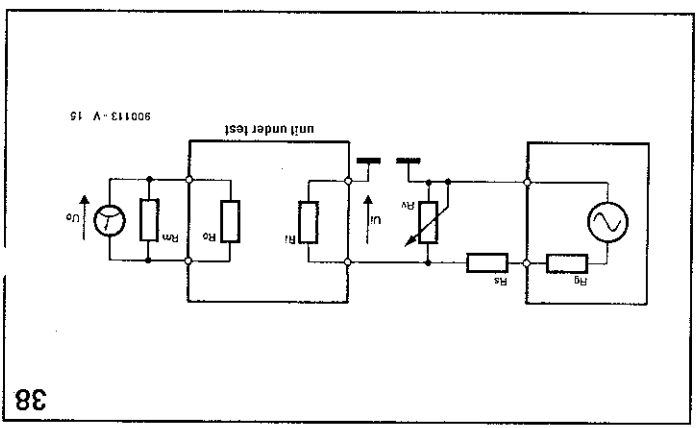 38
Rg
Rs
Rv
Ui
Ri
Ro
Rm
Uo
unit under test
900113 - V 15